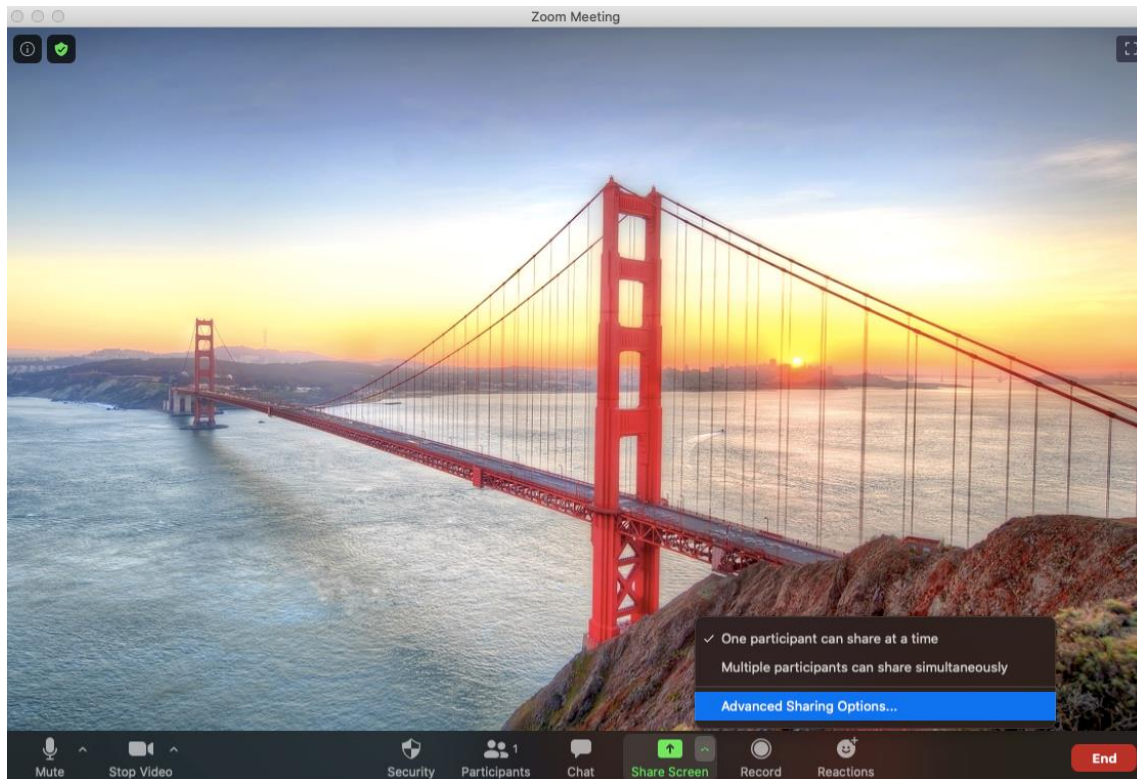 Zoom Meeting
One participant can share at a time
Multiple participants can share simultaneously
Advanced Sharing Options...
1
Mute
Stop Video
Security
Participants
Chat
Share Screen
Record
Reactions
End